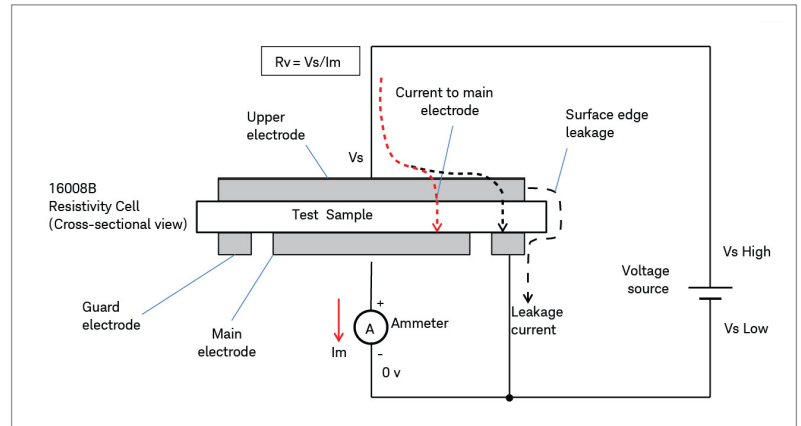 Rv = Vs/Im
Current to main
electrode
Upper
electrode
Surface edge
leakage
Vs
16008B
Resistivity Cell
(Cross-sectional view)
Test Sample
Vs High
Voltage
source
Guard
electrode
Main
electrode
+
A
Ammeter
Leakage
current
Im
-
0 v
Vs Low